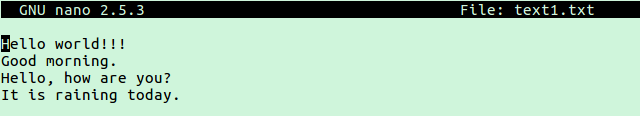 GNU nano 2.5.3 File: text1.txt
Hello world!!!
Good morning.
Hello, how are you?
It is raining today.